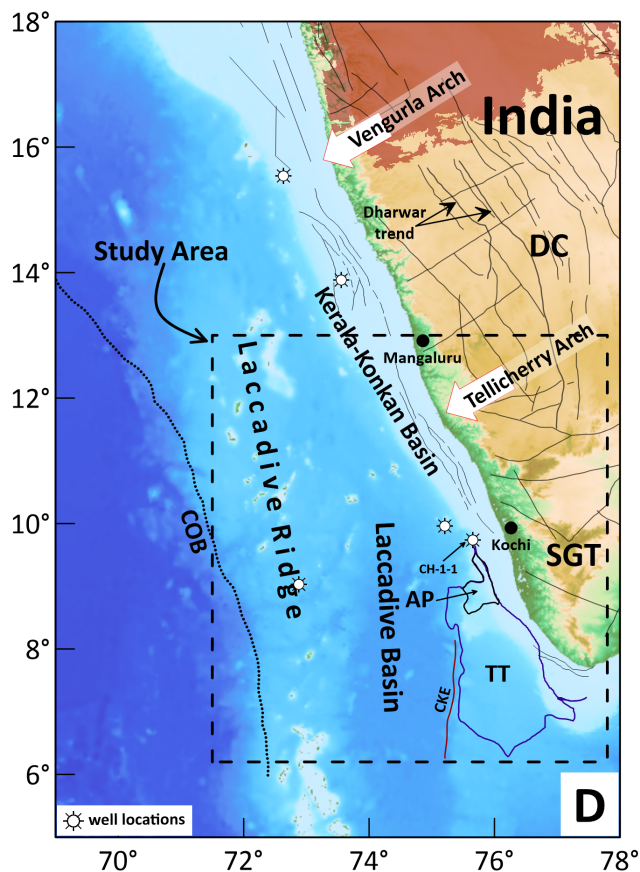 18°
16°
14°
12°
10°
8°
6°
India
Vengurla Arch
Dharwar
trend
DC
Study Area
Kerala-Konkan Basin
Mangaluru
Tellicherry Arch
Laccadive Ridge
COB
Laccadive Basin
Kochi
CH-1-1
SGT
AP
TT
CKE
well locations
D
70°
72°
74°
76°
78°